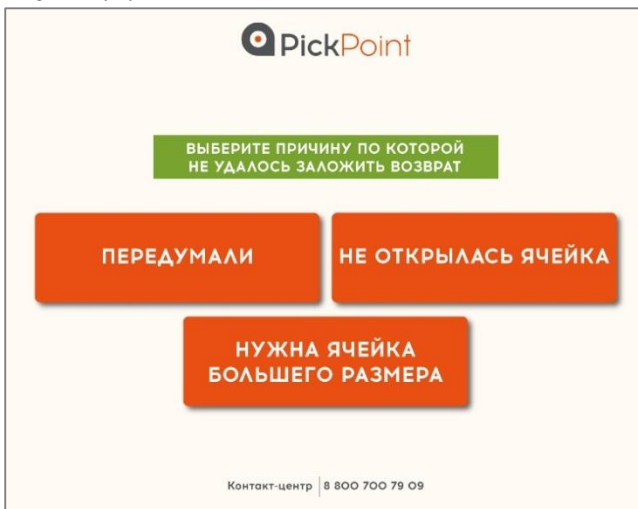 PickPoint
ВЫБЕРИТЕ ПРИЧИНУ ПО КОТОРОЙ
НЕ УДАЛОСЬ ЗАЛОЖИТЬ ВОЗВРАТ
ПЕРЕДУМАЛИ
НЕ ОТКРЫЛАСЬ ЯЧЕЙКА
НУЖНА ЯЧЕЙКА
БОЛЬШЕГО РАЗМЕРА
Контакт-центр | 8 800 700 79 09